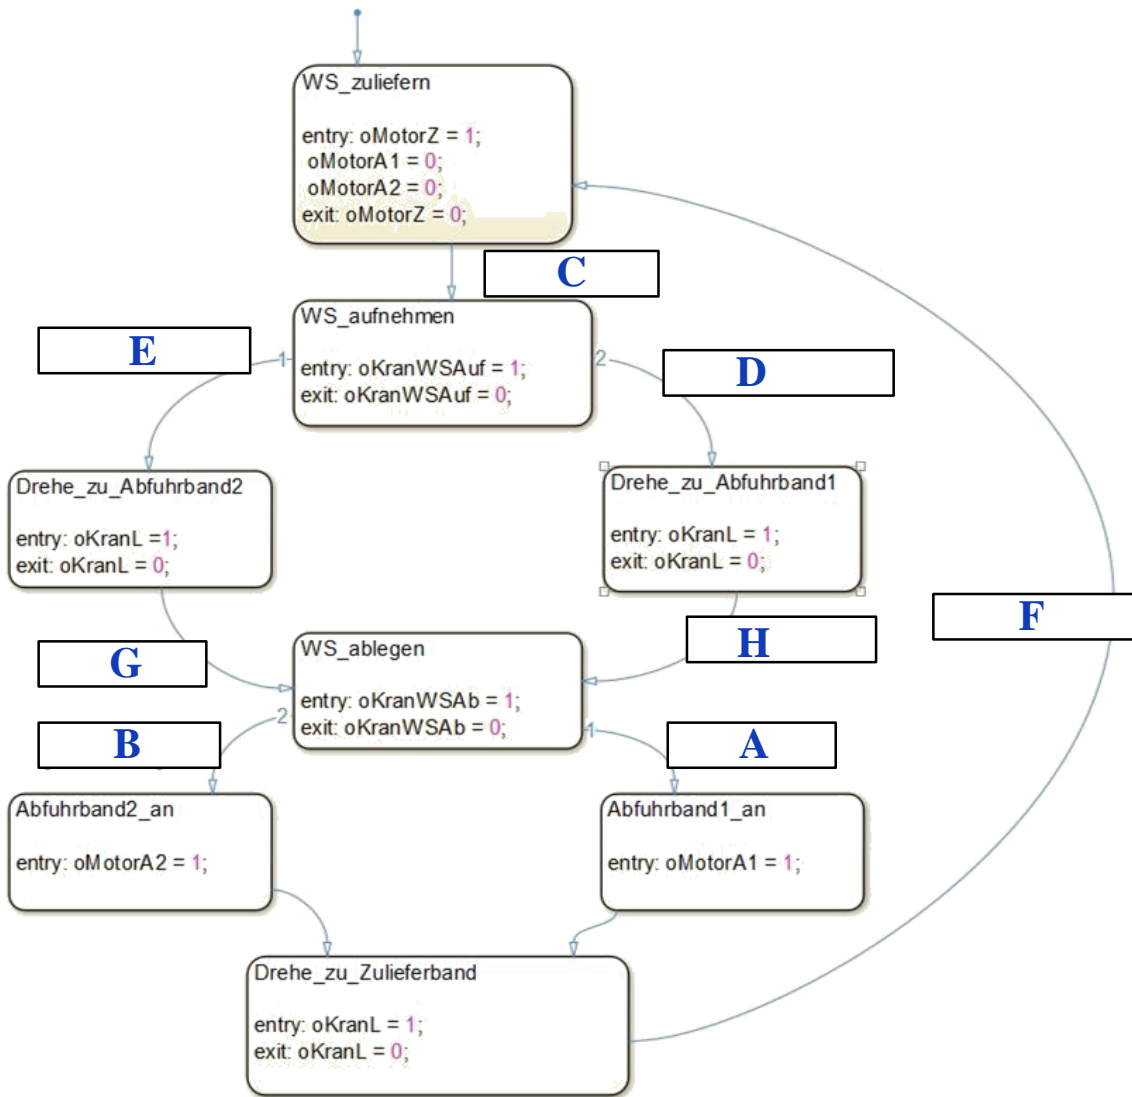 WS_zuliefern
entry: oMotorZ = 1;
oMotorA1 = 0;
oMotorA2 = 0;
exit: oMotorZ = 0;
C
WS_aufnehmen
entry: oKranWSAuf = 1;
exit: oKranWSAuf = 0;
E
1
2
D
Drehe_zu_Abfuhrband2
entry: oKranL =1;
exit: oKranL = 0;
Drehe_zu_Abfuhrband1
entry: oKranL = 1;
exit: oKranL = 0;
F
G
H
WS_ablegen
entry: oKranWSAb = 1;
exit: oKranWSAb = 0;
2
1
B
A
Abfuhrband2_an
entry: oMotorA2 = 1;
Abfuhrband1_an
entry: oMotorA1 = 1;
Drehe_zu_Zulieferband
entry: oKranL = 1;
exit: oKranL = 0;